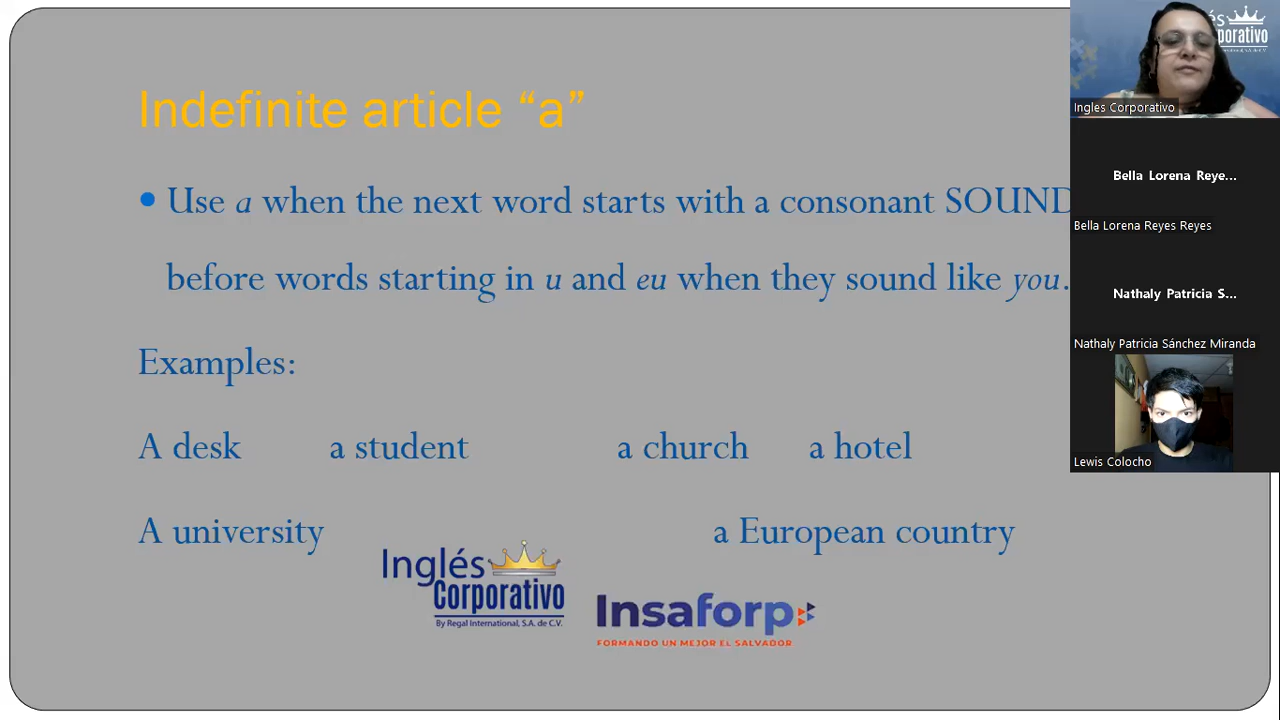 Indefinite article “a”
• Use a when the next word starts with a consonant SOUND
before words starting in u and eu when they sound like you.
Examples:
A desk a student a church a hotel
A university a European country
Inglés
Corporativo
By Regal International, S.A. de C.V.
Insaforp
FORMANDO UN MEJOR EL SALVADOR
Ingles Corporativo
Bella Lorena Reye...
Bella Lorena Reyes Reyes
Nathaly Patricia S...
Nathaly Patricia Sánchez Miranda
Lewis Colocho